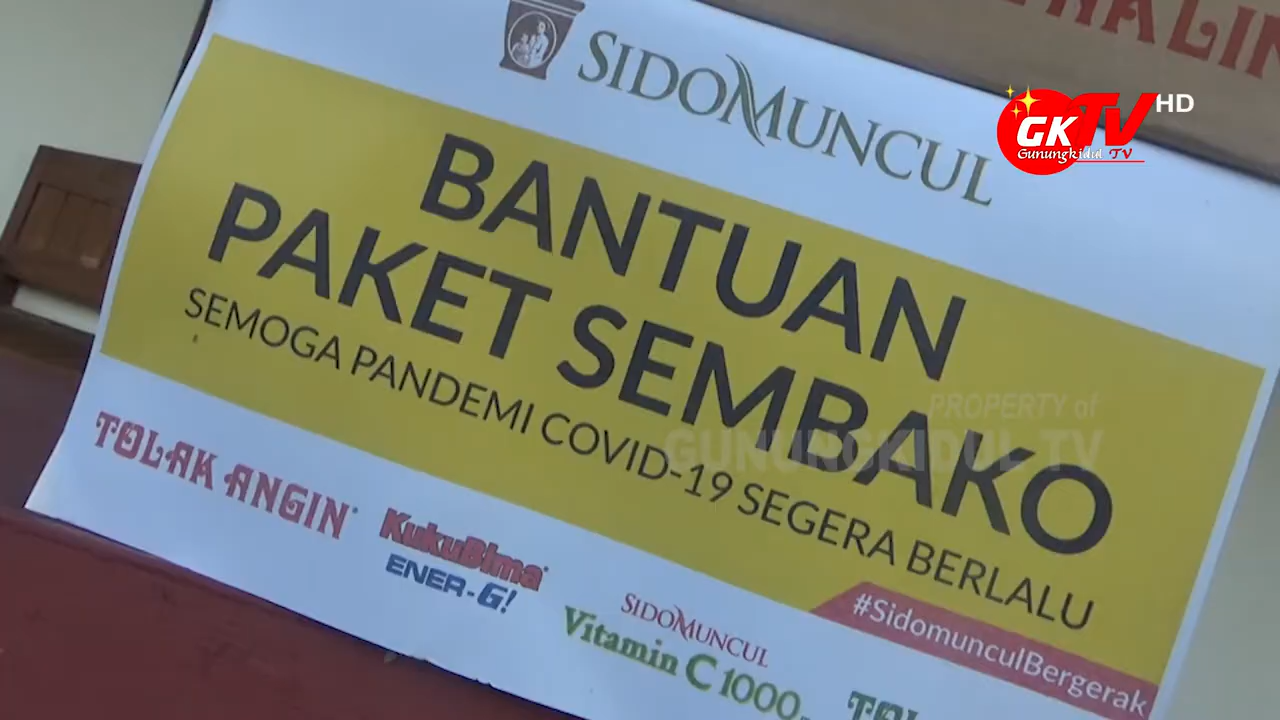 SIDOMUNCUL
GKTV HD
Gunungkidul TV
BANTUAN
PAKET SEMBAKO
SEMOGA PANDEMI COVID-19 SEGERA BERLALU
PROPERTY of
GUNUNGKIDUL TV
#SidomunculBergerak
TOLAK ANGIN
KukuBima
ENER-G!
SIDOMUNCUL
Vitamin C 1000